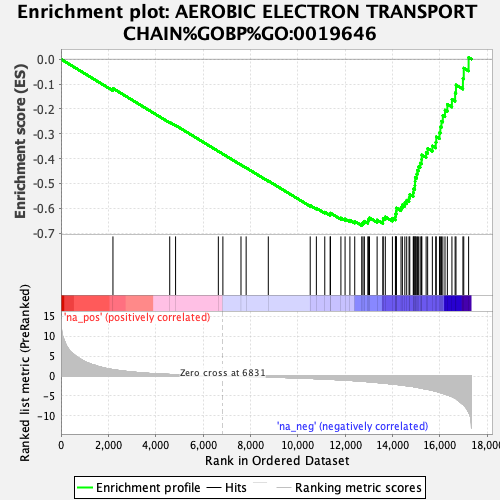 Enrichment plot: AEROBIC ELECTRON TRANSPORT
CHAIN%GOBP%GO:0019646
Enrichment score (ES)
0.0
-0.1
-0.2
-0.3
-0.4
-0.5
-0.6
-0.7
'na_pos' (positively correlated)
Ranked list metric (PreRanked)
15
10
5
0
-5
-10
Zero cross at 6831
'na_neg' (negatively correlated)
0 2,000 4,000 6,000 8,000 10,000 12,000 14,000 16,000 18,000
Rank in Ordered Dataset
Enrichment profile Hits Ranking metric scores